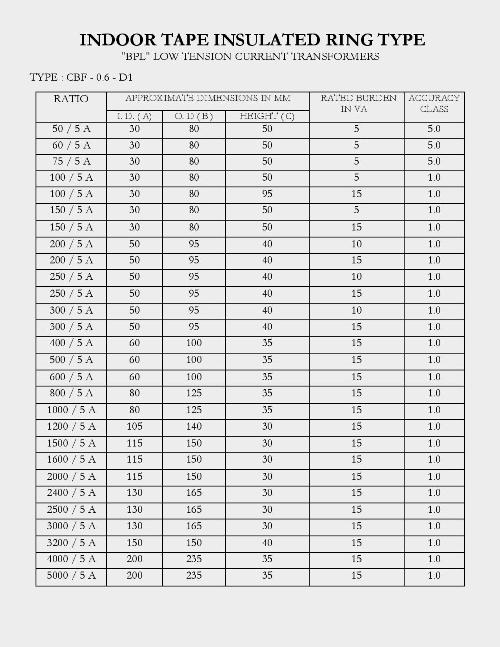 INDOOR TAPE INSULATED RING TYPE
"BPL" LOW TENSION CURRENT TRANSFORMERS
TYPE : CBF - 0.6 - D1
RATIO APPROXIMATE DIMENSIONS IN MM RATED BURDEN ACCURACY
IN VA CLASS
I. D. ( A ) O. D ( B ) HEIGHT ( C )
50 / 5 A 30 80 50 5 5.0
60 / 5 A 30 80 50 5 5.0
75 / 5 A 30 80 50 5 5.0
100 / 5 A 30 80 50 5 1.0
100 / 5 A 30 80 95 15 1.0
150 / 5 A 30 80 50 5 1.0
150 / 5 A 30 80 50 15 1.0
200 / 5 A 50 95 40 10 1.0
200 / 5 A 50 95 40 15 1.0
250 / 5 A 50 95 40 10 1.0
250 / 5 A 50 95 40 15 1.0
300 / 5 A 50 95 40 10 1.0
300 / 5 A 50 95 40 15 1.0
400 / 5 A 60 100 35 15 1.0
500 / 5 A 60 100 35 15 1.0
600 / 5 A 60 100 35 15 1.0
800 / 5 A 80 125 35 15 1.0
1000 / 5 A 80 125 35 15 1.0
1200 / 5 A 105 140 30 15 1.0
1500 / 5 A 115 150 30 15 1.0
1600 / 5 A 115 150 30 15 1.0
2000 / 5 A 115 150 30 15 1.0
2400 / 5 A 130 165 30 15 1.0
2500 / 5 A 130 165 30 15 1.0
3000 / 5 A 130 165 30 15 1.0
3200 / 5 A 150 150 40 15 1.0
4000 / 5 A 200 235 35 15 1.0
5000 / 5 A 200 235 35 15 1.0